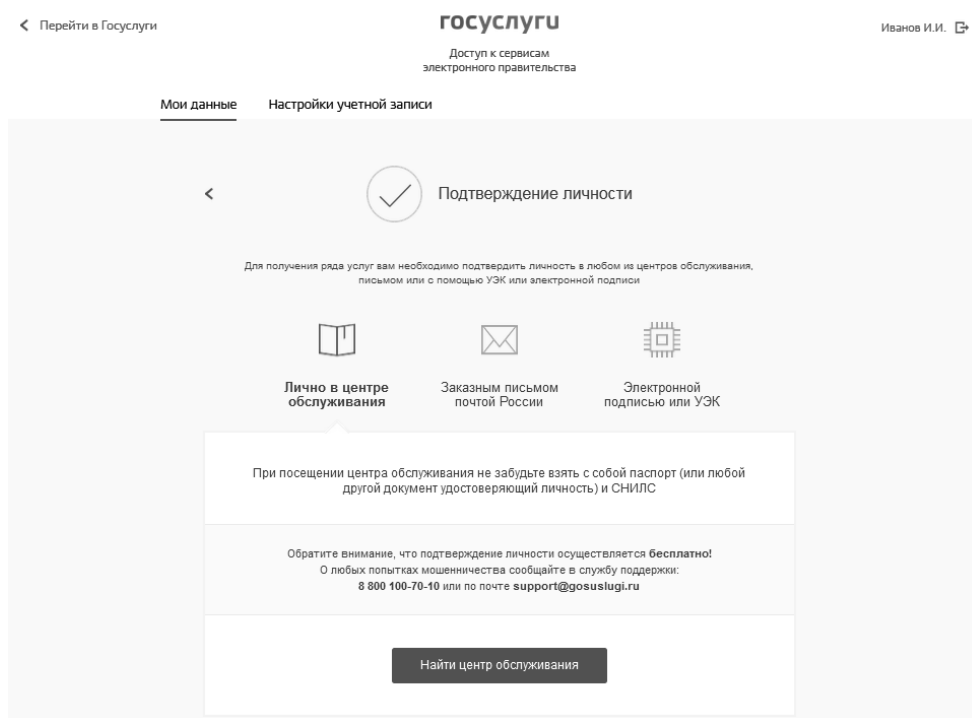 Перейти в Госуслуги
госуслуги
Иванов И.И.
Доступ к сервисам
электронного правительства
Мои данные
Настройки учетной записи
Подтверждение личности
Для получения ряда услуг вам необходимо подтвердить личность в любом из центров обслуживания,
письмом или с помощью УЭК или электронной подписи
Лично в центре
обслуживания
Заказным письмом
почтой России
Электронной
подписью или УЭК
При посещении центра обслуживания не забудьте взять с собой паспорт (или любой
другой документ удостоверяющий личность) и СНИЛС
Обратите внимание, что подтверждение личности осуществляется бесплатно!
О любых попытках мошенничества сообщайте в службу поддержки:
8 800 100-70-10 или по почте support@gosuslugi.ru
Найти центр обслуживания